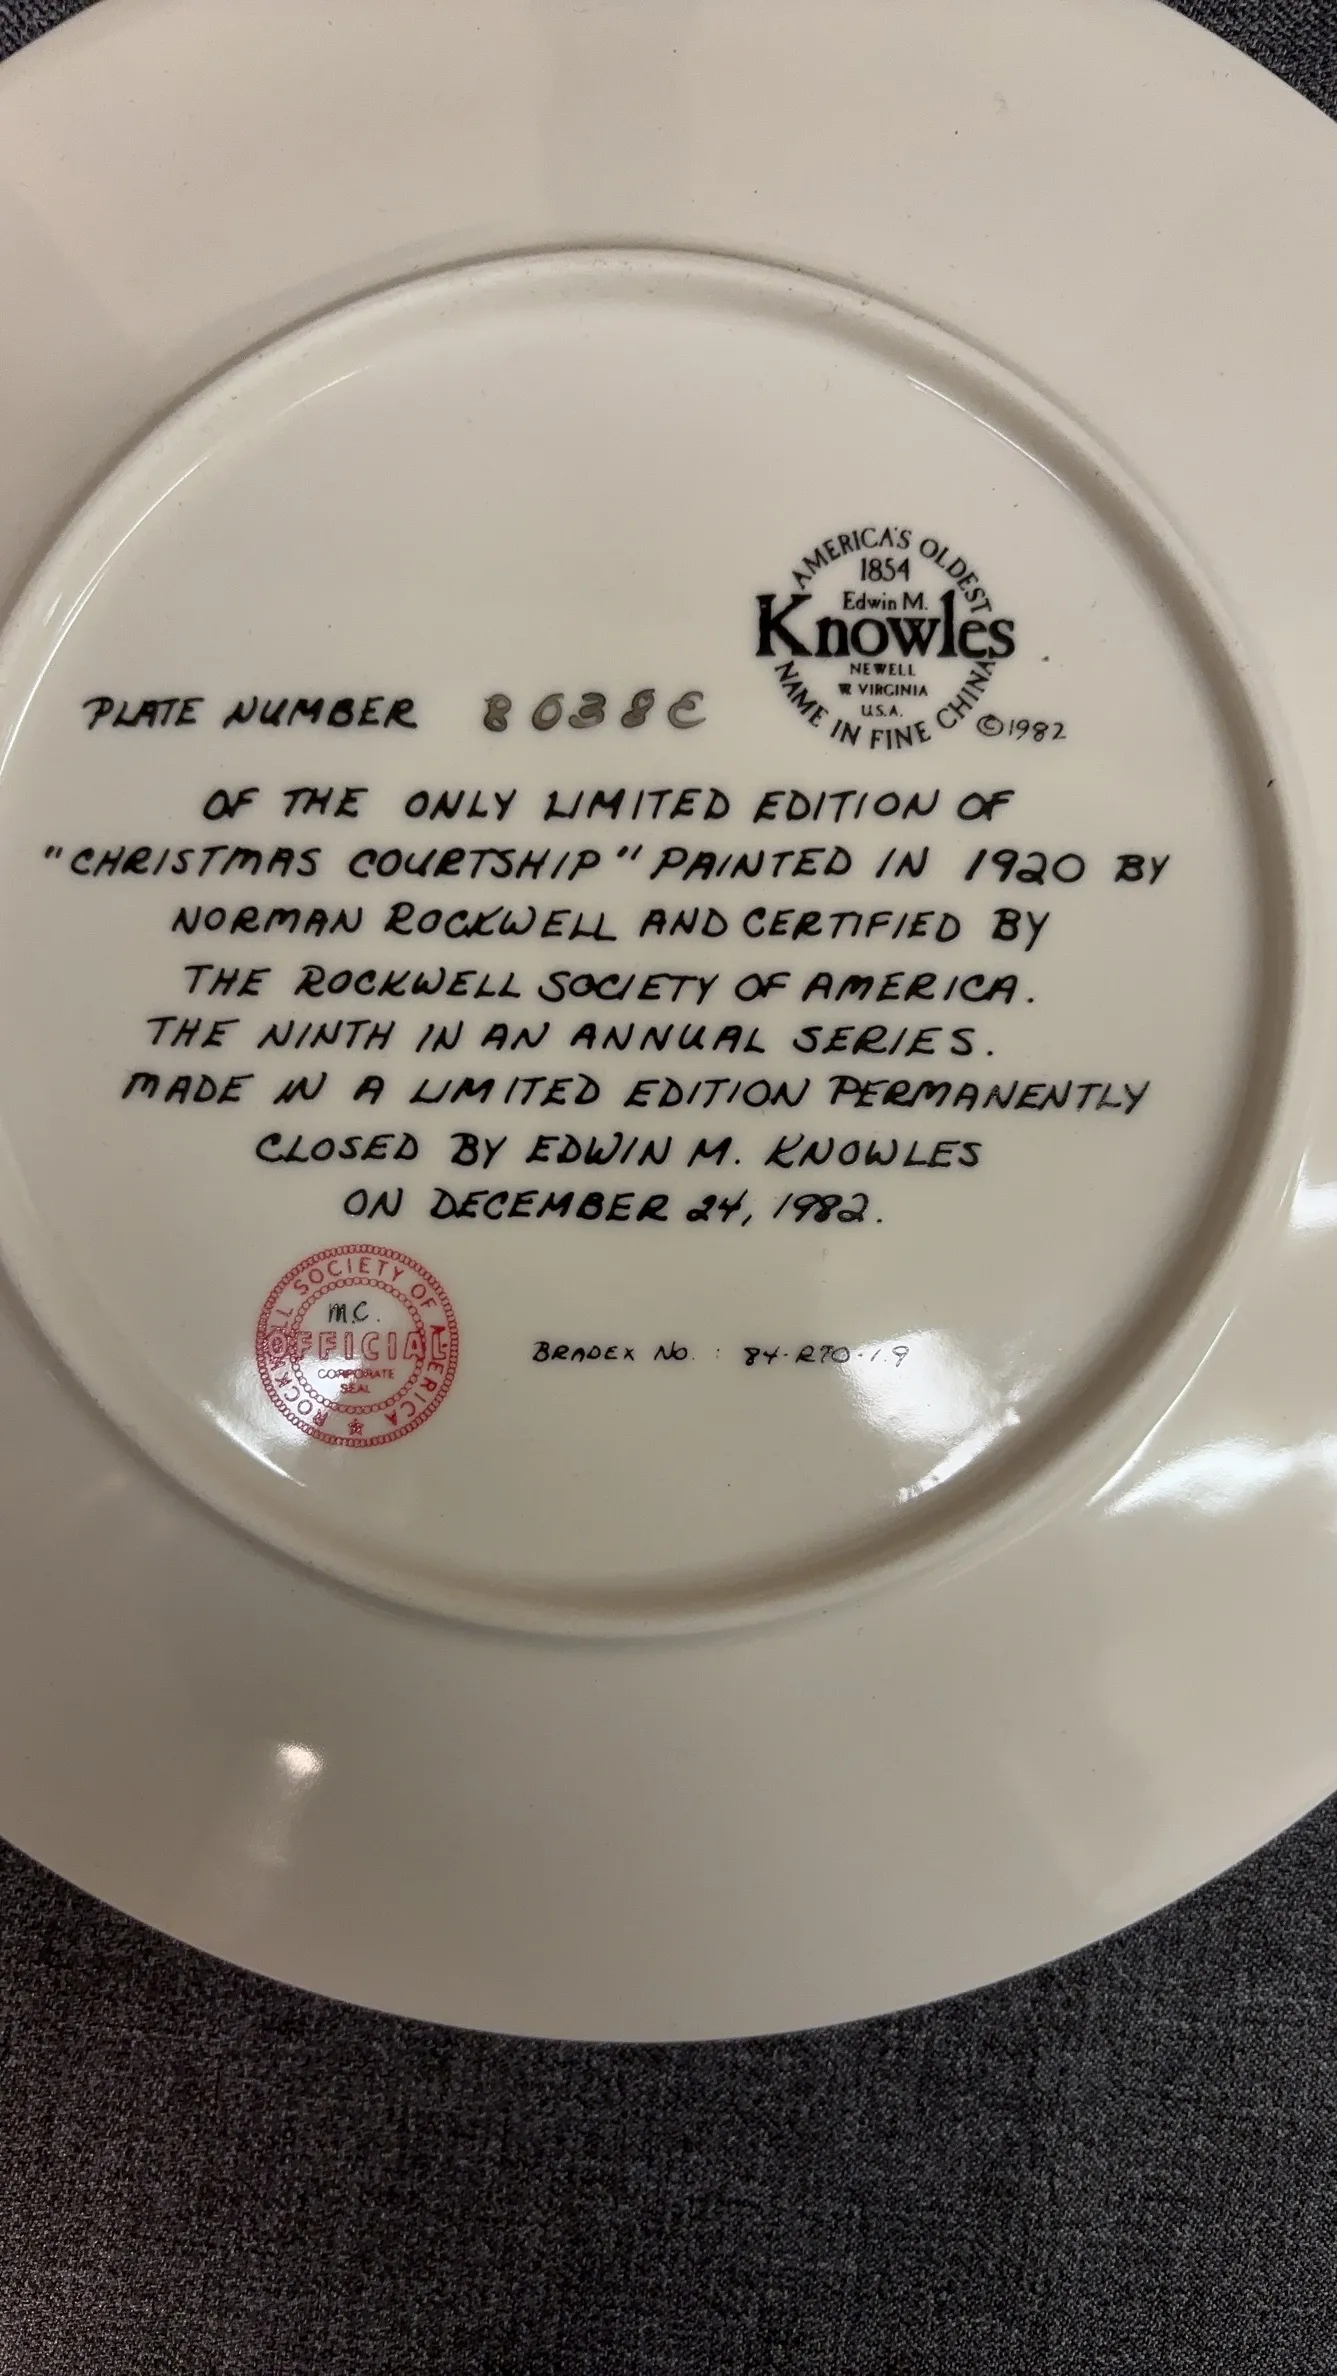 AMERICA'S OLDEST
1854
Edwin M.
Knowles
NEWELL
W VIRGINIA
U.S.A.
NAME IN FINE CHINA
©1982
PLATE NUMBER 8038E
OF THE ONLY LIMITED EDITION OF
"CHRISTMAS COURTSHIP" PAINTED IN 1920 BY
NORMAN ROCKWELL AND CERTIFIED BY
THE ROCKWELL SOCIETY OF AMERICA.
THE NINTH IN AN ANNUAL SERIES.
MADE IN A LIMITED EDITION PERMANENTLY
CLOSED BY EDWIN M. KNOWLES
ON DECEMBER 24, 1982.
ROCKWELL SOCIETY OF AMERICA
M.C.
OFFICIAL
CORPORATE
SEAL
BRADEX NO. : 84-R70-1.9